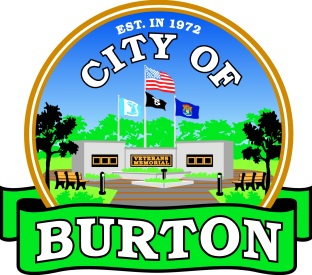 EST. IN 1972
CITY OF
VETERANS
MEMORIAL
BURTON